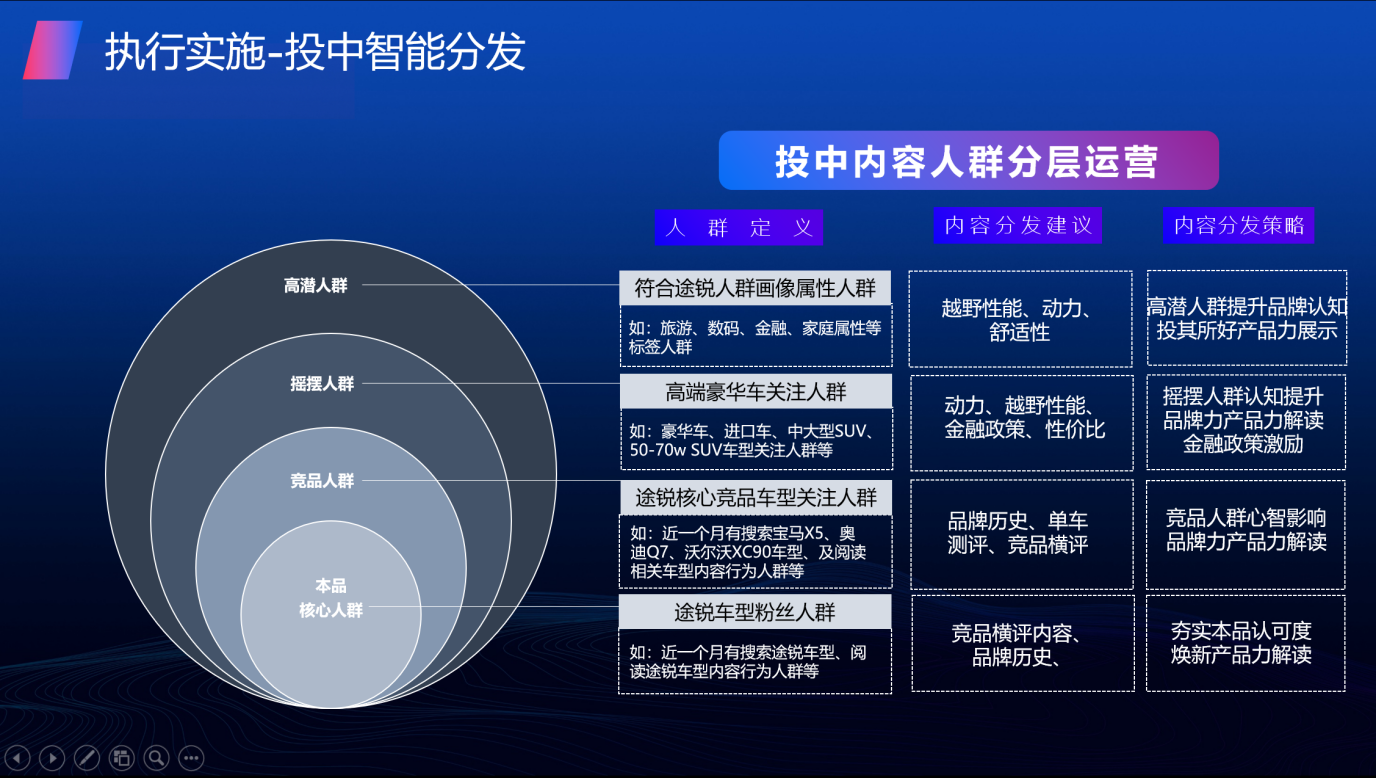 执行实施-投中智能分发
投中内容人群分层运营
人群定义
内容分发建议
内容分发策略
高潜人群
符合途锐人群画像属性人群
如：旅游、数码、金融、家庭属性等
标签人群
越野性能、动力、
舒适性
高潜人群提升品牌认知
投其所好产品力展示
摇摆人群
高端豪华车关注人群
如：豪华车、进口车、中大型SUV、
50-70w SUV车型关注人群等
动力、越野性能、
金融政策、性价比
摇摆人群认知提升
品牌力产品力解读
金融政策激励
竞品人群
途锐核心竞品车型关注人群
如：近一个月有搜索宝马X5、奥
迪Q7、沃尔沃XC90车型、及阅读
相关车型内容行为人群等
品牌历史、单车
测评、竞品横评
竞品人群心智影响
品牌力产品力解读
本品
核心人群
途锐车型粉丝人群
如：近一个月有搜索途锐车型、阅
读途锐车型内容行为人群等
竞品横评内容、
品牌历史、
夯实本品认可度
焕新产品力解读